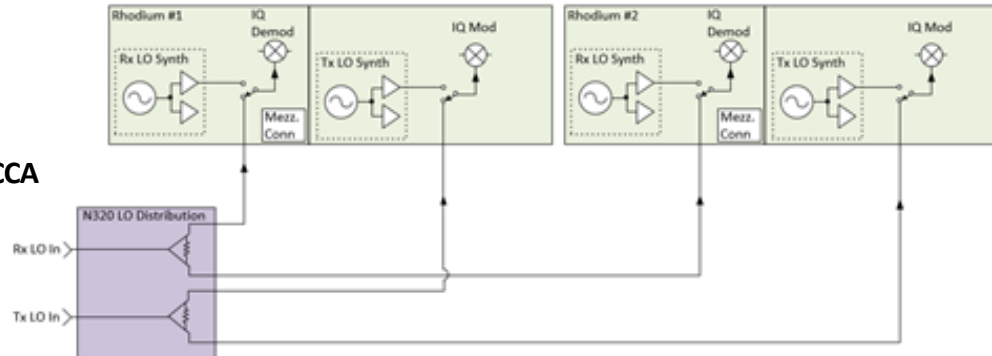 Rhodium #1
IQ
Demod
IQ Mod
Rx LO Synth
Tx LO Synth
Mezz.
Conn
Rhodium #2
IQ
Demod
IQ Mod
Rx LO Synth
Tx LO Synth
Mezz.
Conn
CCA
N320 LO Distribution
Rx LO In
Tx LO In